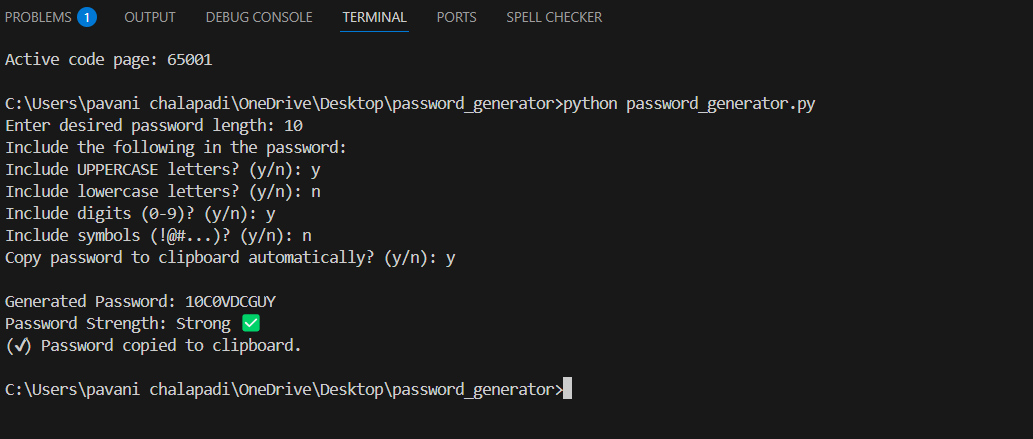 PROBLEMS 1 OUTPUT DEBUG CONSOLE TERMINAL PORTS SPELL CHECKER
Active code page: 65001
C:\Users\pavani chalapadi\OneDrive\Desktop\password_generator>python password_generator.py
Enter desired password length: 10
Include the following in the password:
Include UPPERCASE letters? (y/n): y
Include lowercase letters? (y/n): n
Include digits (0-9)? (y/n): y
Include symbols (!@#...)? (y/n): n
Copy password to clipboard automatically? (y/n): y
Generated Password: 10C0VDCGUY
Password Strength: Strong ✅
(✓) Password copied to clipboard.
C:\Users\pavani chalapadi\OneDrive\Desktop\password_generator>